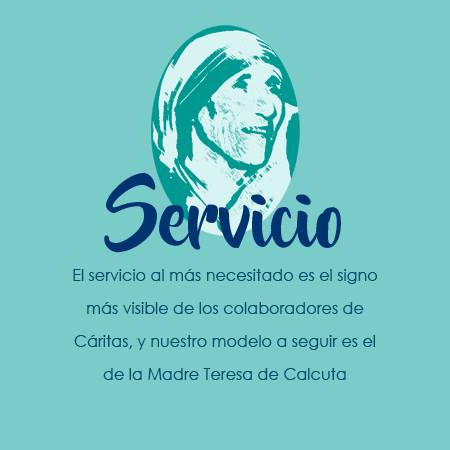 Servicio
El servicio al más necesitado es el signo
más visible de los colaboradores de
Cáritas, y nuestro modelo a seguir es el
de la Madre Teresa de Calcuta